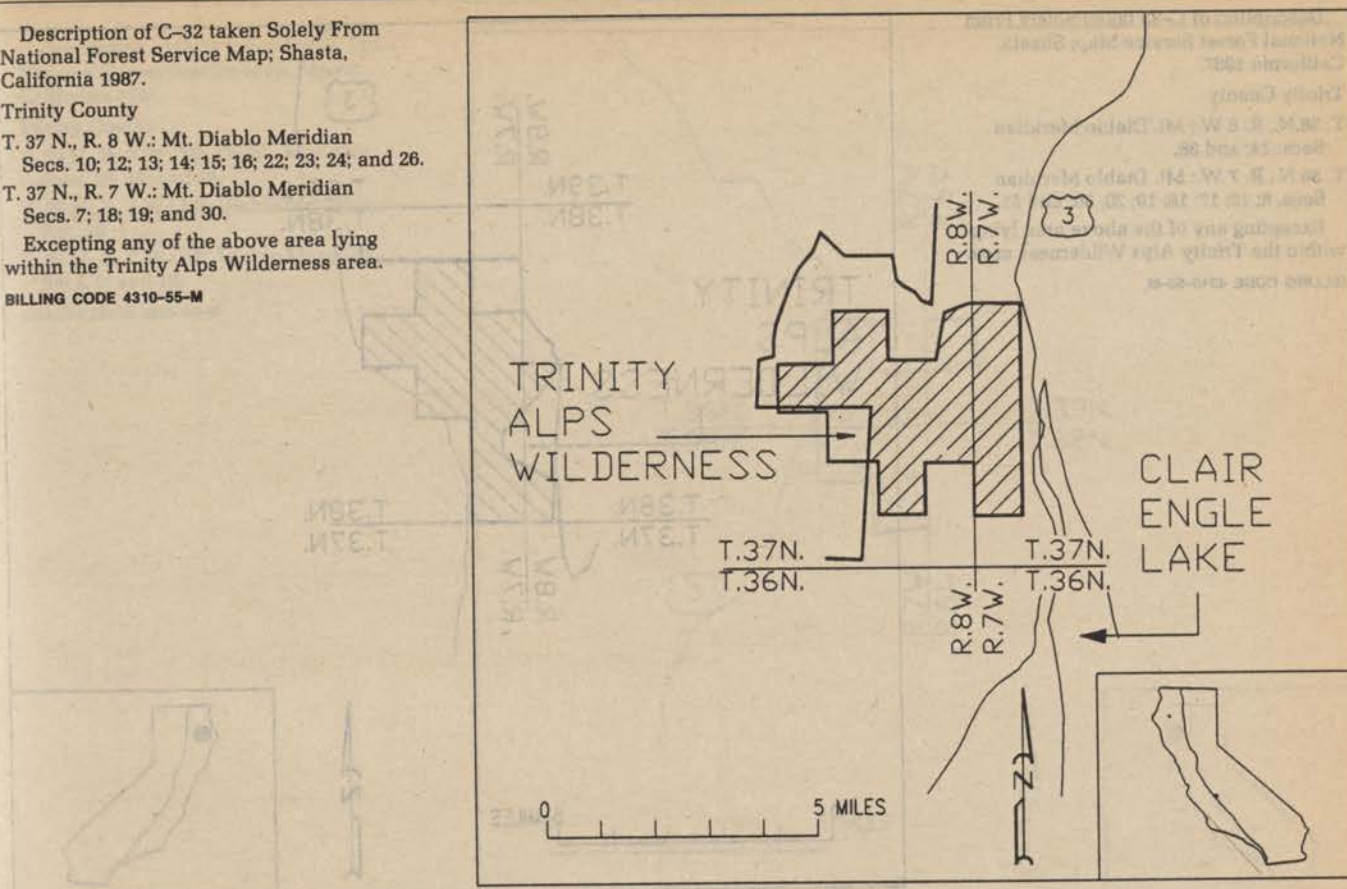 Description of C–32 taken Solely From
National Forest Service Map; Shasta,
California 1987.
Trinity County
T. 37 N., R. 8 W.: Mt. Diablo Meridian
Secs. 10; 12; 13; 14; 15; 16; 22; 23; 24; and 26.
T. 37 N., R. 7 W.: Mt. Diablo Meridian
Secs. 7; 18; 19; and 30.
Excepting any of the above area lying
within the Trinity Alps Wilderness area.
BILLING CODE 4310–55–M
R.8W.
R.7W.
3
TRINITY
ALPS
WILDERNESS
CLAIR
ENGLE
LAKE
T.37N.
T.36N.
T.37N.
T.36N.
R.8W.
R.7W.
N
0
5 MILES